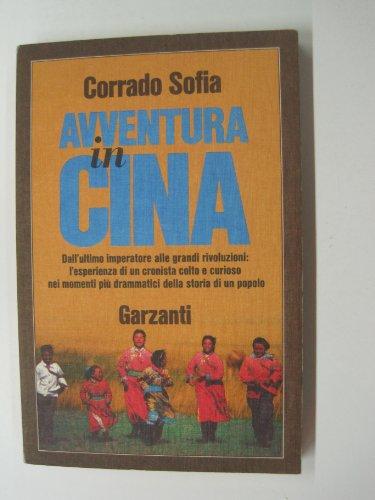 Corrado Sofia
AVVENTURA
in
CINA
Dall'ultimo imperatore alle grandi rivoluzioni:
l'esperienza di un cronista colto e curioso
nei momenti più drammatici della storia di un popolo
Garzanti